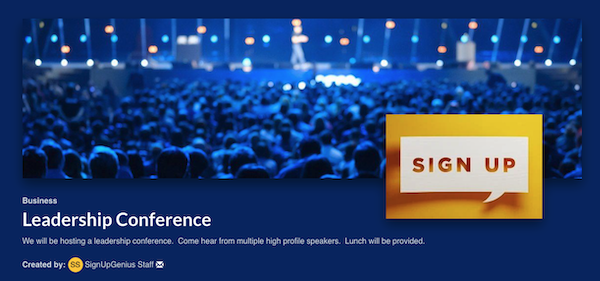 SIGN UP
Business
Leadership Conference
We will be hosting a leadership conference.  Come hear from multiple high profile speakers.  Lunch will be provided.
Created by: SS SignUpGenius Staff